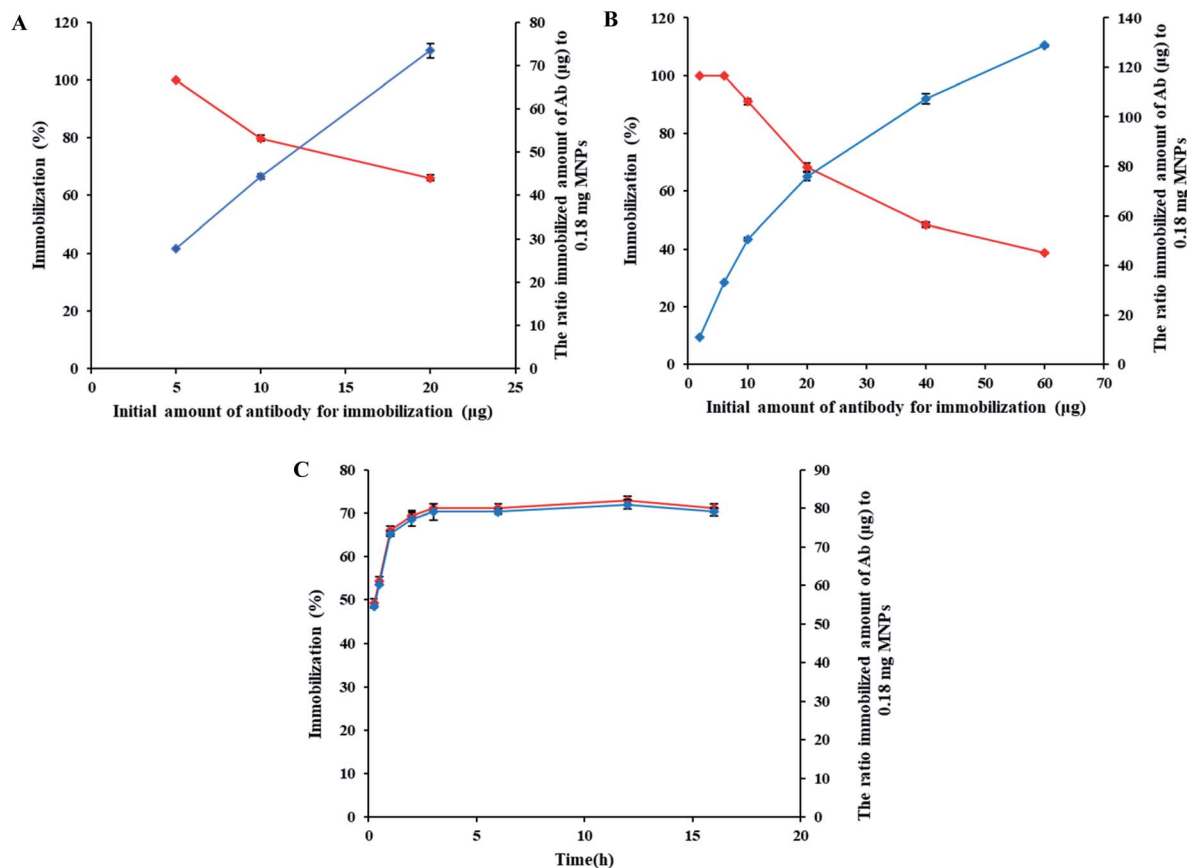 A
120
100
80
60
40
20
0
Immobilization (%)
0 5 10 15 20 25
Initial amount of antibody for immobilization (µg)
80
70
60
50
40
30
20
10
0
The ratio immobilized amount of Ab (µg) to
0.18 mg MNPs
B
120
100
80
60
40
20
0
Immobilization (%)
0 10 20 30 40 50 60 70
Initial amount of antibody for immobilization (µg)
140
120
100
80
60
40
20
0
The ratio immobilized amount of Ab (µg) to
0.18 mg MNPs
C
80
70
60
50
40
30
20
10
0
Immobilization (%)
0 5 10 15 20
Time(h)
90
80
70
60
50
40
30
20
10
0
The ratio immobilized amount of Ab (µg) to
0.18 mg MNPs